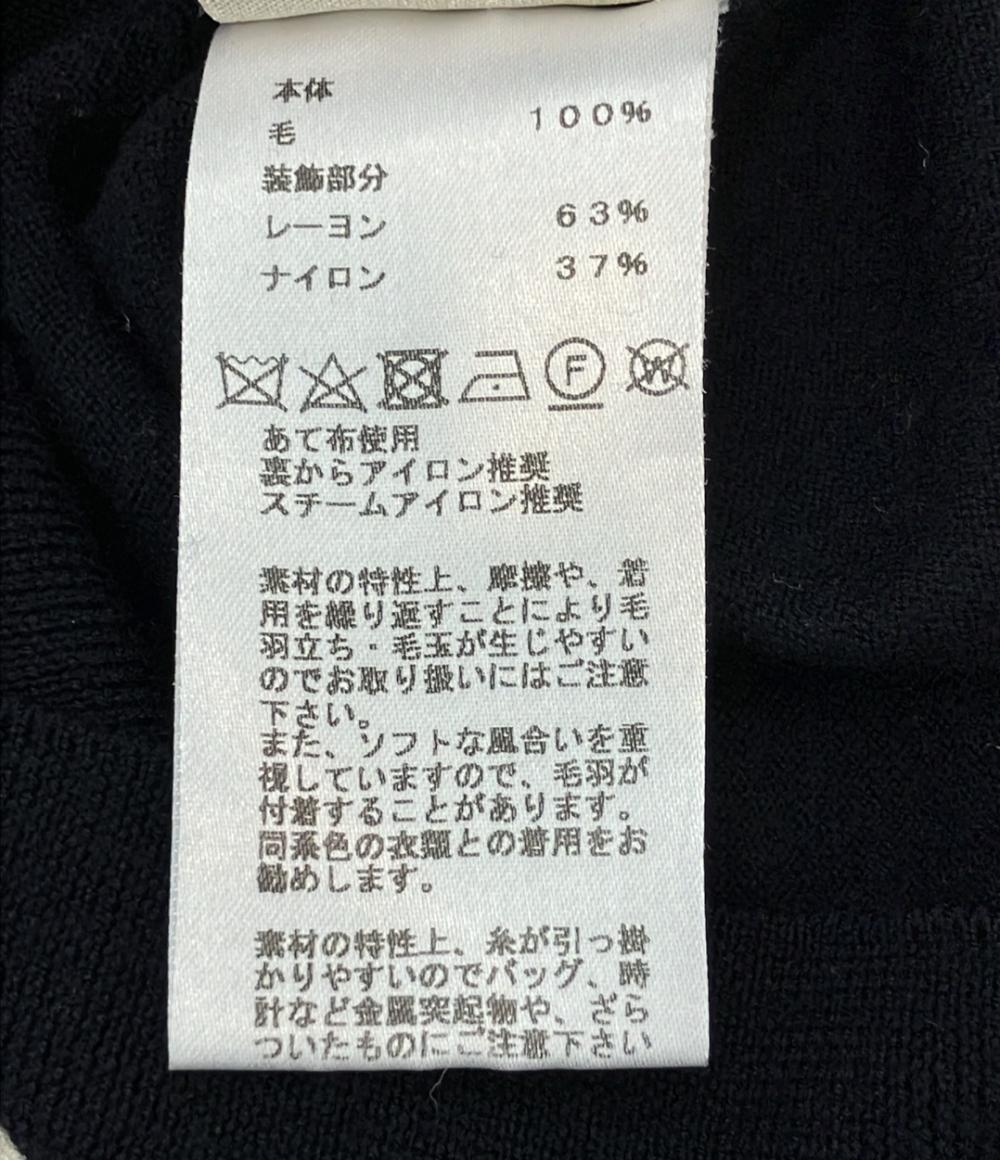 本体
毛 100%
装飾部分
レーヨン 63%
ナイロン 37%
F W
あて布使用
裏からアイロン推奨
スチームアイロン推奨
素材の特性上、摩擦や、着
用を繰り返すことにより毛
羽立ち・毛玉が生じやすい
のでお取り扱いにはご注意
下さい。
また、ソフトな風合いを重
視していますので、毛羽が
付着することがあります。
同系色の衣類との着用をお
勧めします。
素材の特性上、糸が引っ掛
かりやすいのでバッグ、時
計など金属突起物や、ざら
ついたものにご注意下さい